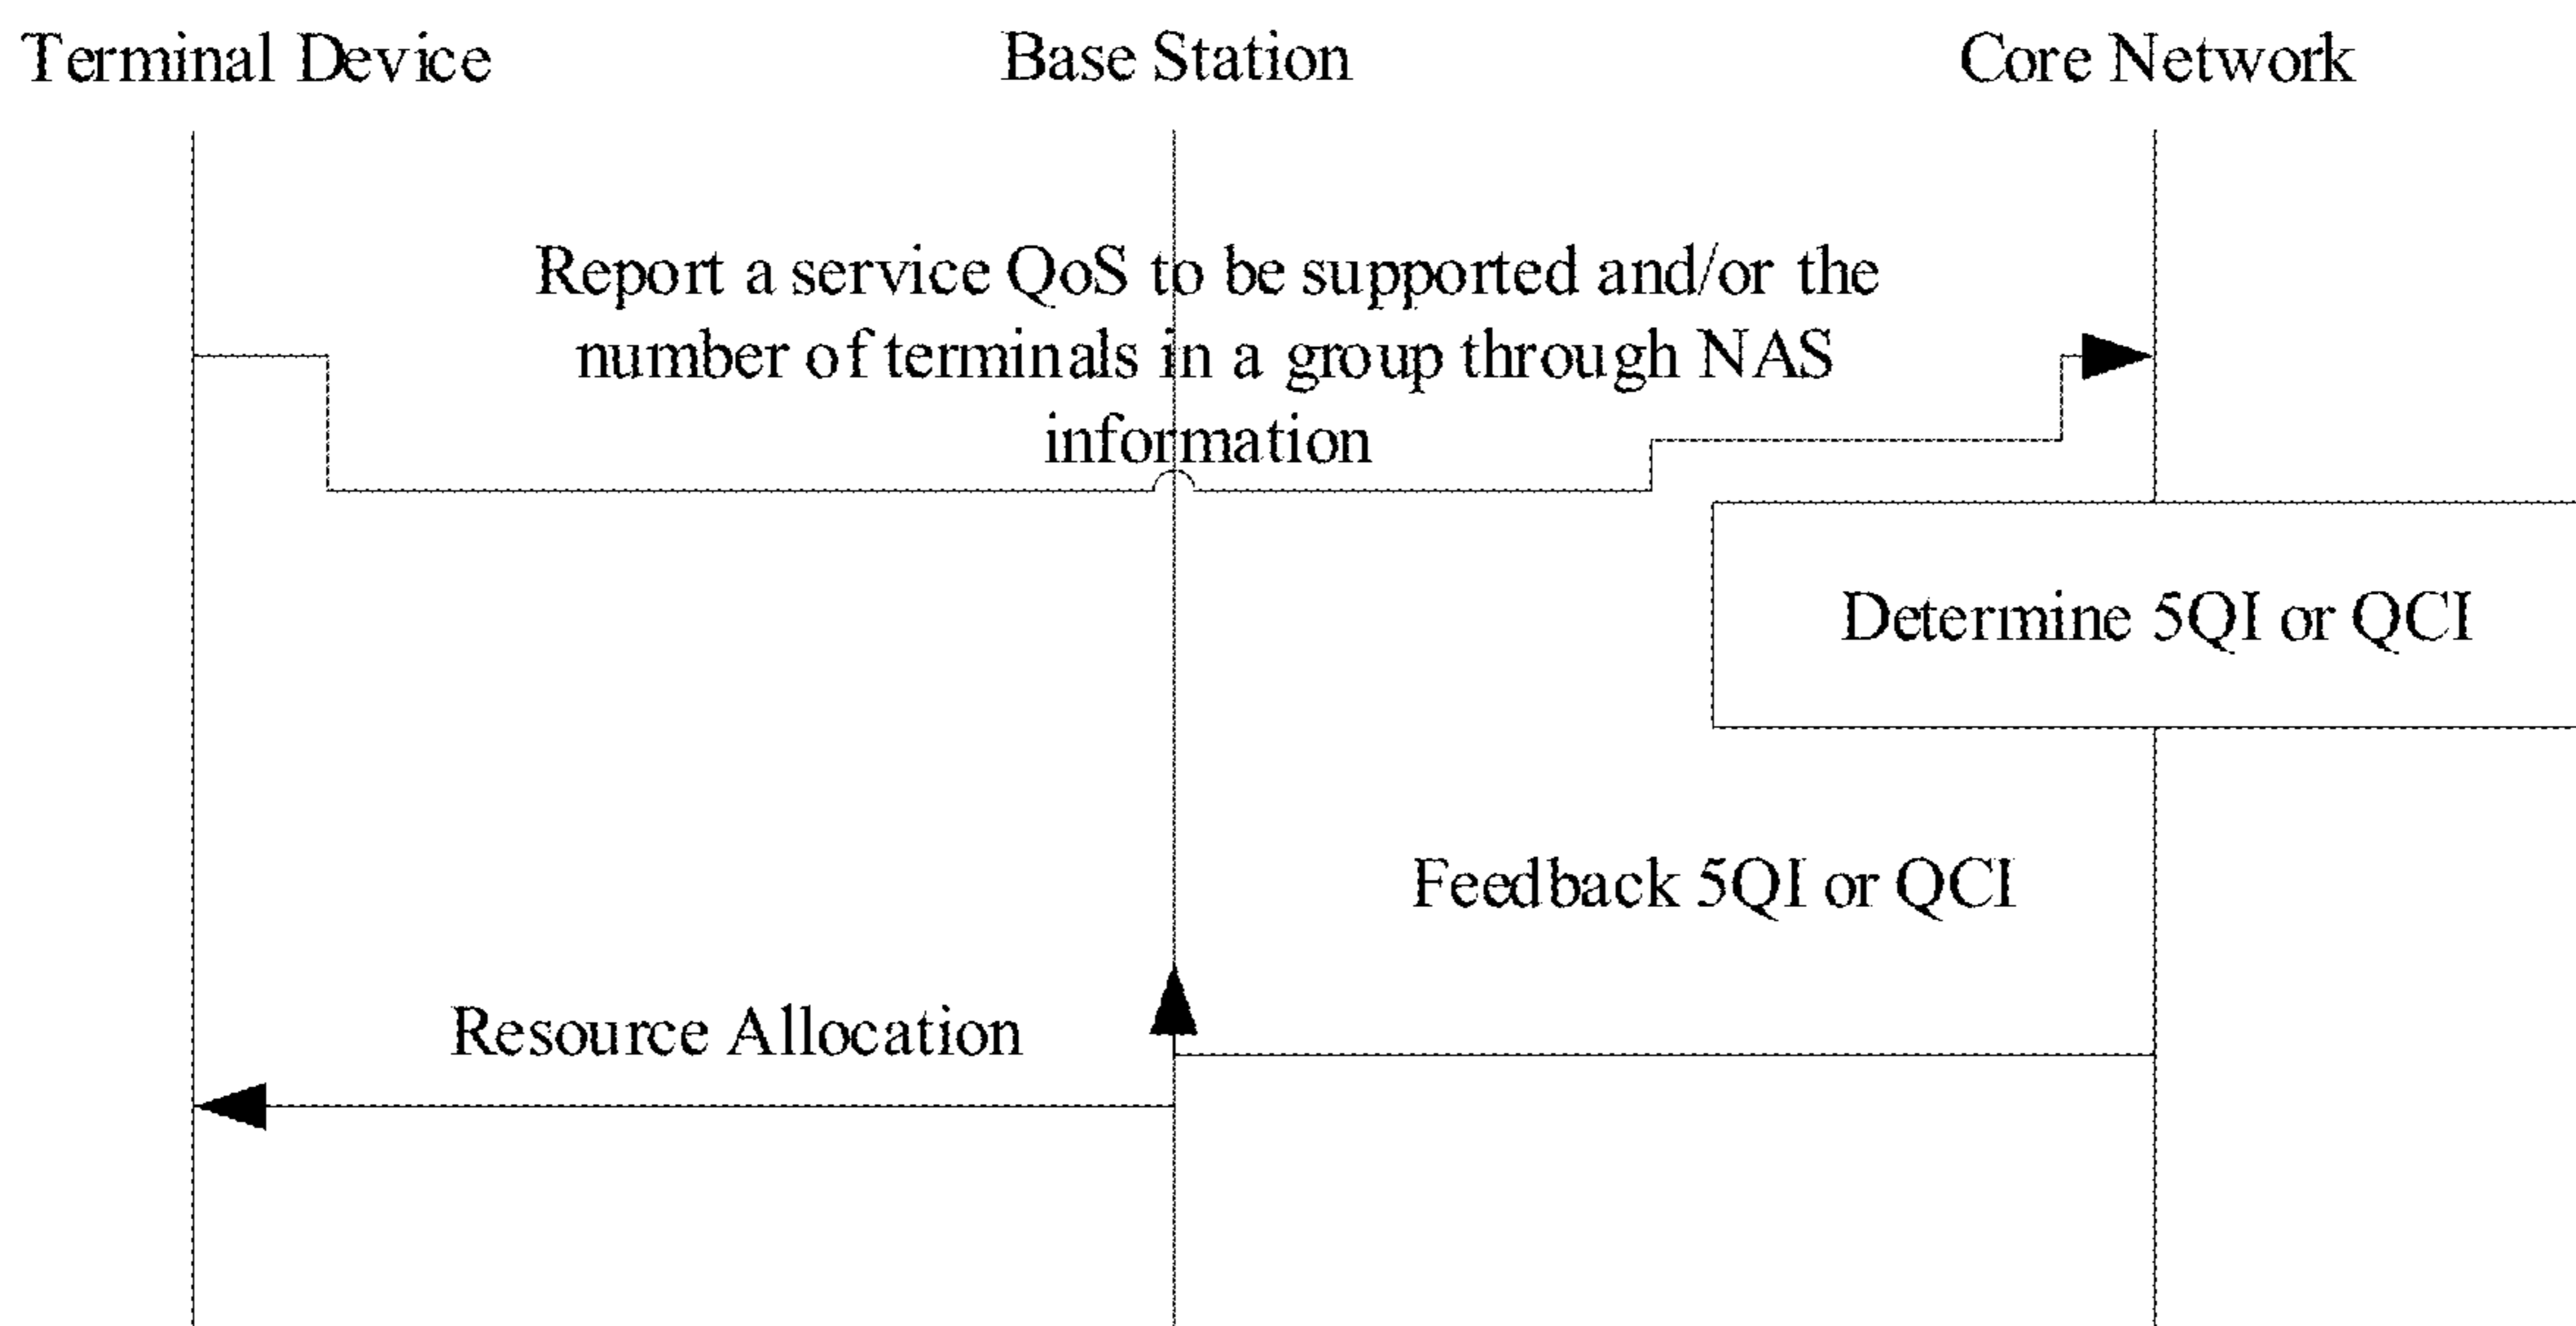 Terminal Device
Base Station
Core Network
Report a service QoS to be supported and/or the
number of terminals in a group through NAS
information
Determine 5QI or QCI
Feedback 5QI or QCI
Resource Allocation